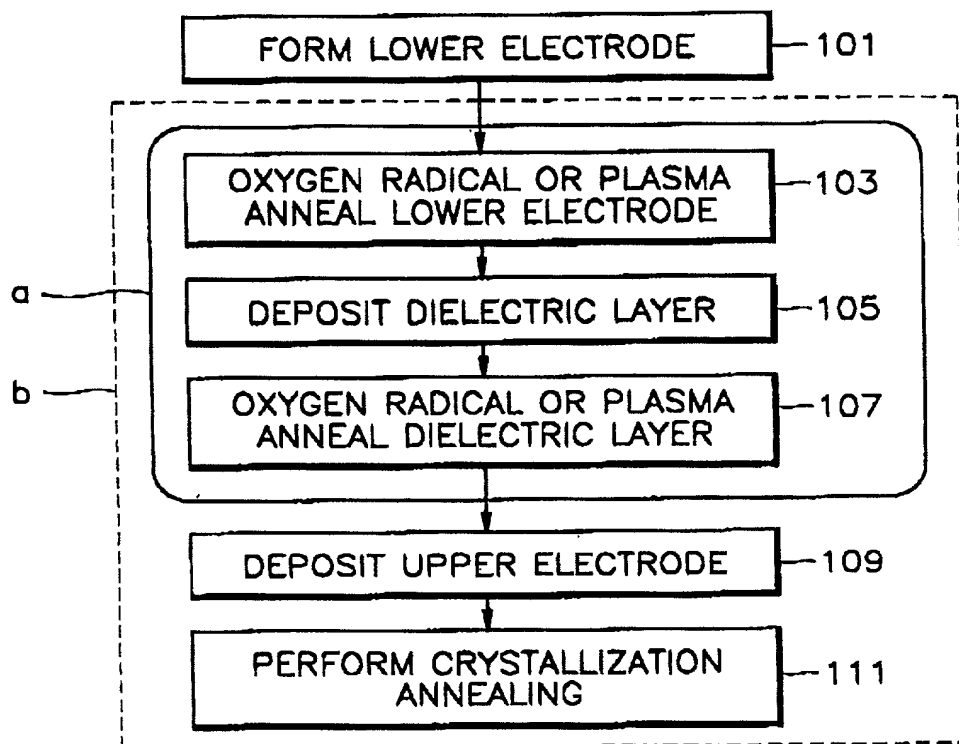 FORM LOWER ELECTRODE
101
OXYGEN RADICAL OR PLASMA
ANNEAL LOWER ELECTRODE
103
a
DEPOSIT DIELECTRIC LAYER
105
b
OXYGEN RADICAL OR PLASMA
ANNEAL DIELECTRIC LAYER
107
DEPOSIT UPPER ELECTRODE
109
PERFORM CRYSTALLIZATION
ANNEALING
111